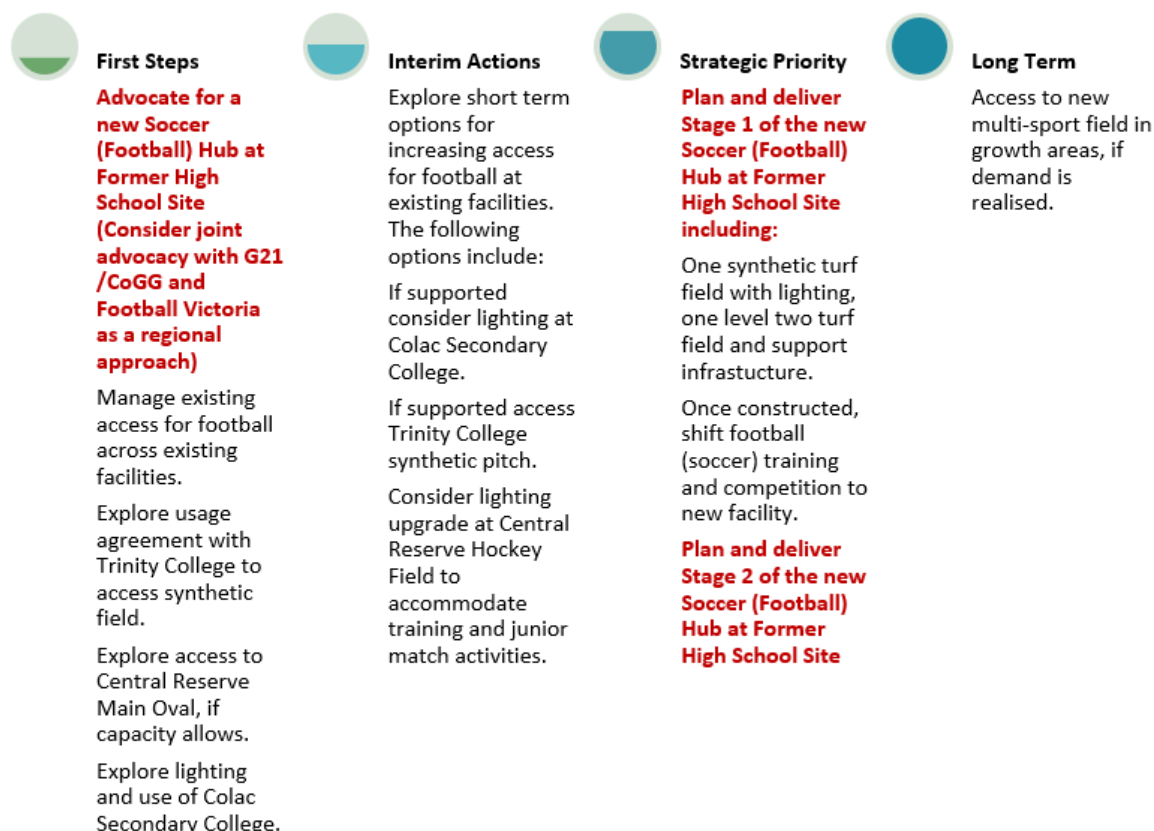 First Steps
Advocate for a
new Soccer
(Football) Hub at
Former High
School Site
(Consider joint
advocacy with G21
/CoGG and
Football Victoria
as a regional
approach)
Manage existing
access for football
across existing
facilities.
Explore usage
agreement with
Trinity College to
access synthetic
field.
Explore access to
Central Reserve
Main Oval, if
capacity allows.
Explore lighting
and use of Colac
Secondary College.
Interim Actions
Explore short term
options for
increasing access
for football at
existing facilities.
The following
options include:
If supported
consider lighting at
Colac Secondary
College.
If supported access
Trinity College
synthetic pitch.
Consider lighting
upgrade at Central
Reserve Hockey
Field to
accommodate
training and junior
match activities.
Strategic Priority
Plan and deliver
Stage 1 of the new
Soccer (Football)
Hub at Former
High School Site
including:
One synthetic turf
field with lighting,
one level two turf
field and support
infrastucture.
Once constructed,
shift football
(soccer) training
and competition to
new facility.
Plan and deliver
Stage 2 of the new
Soccer (Football)
Hub at Former
High School Site
Long Term
Access to new
multi-sport field in
growth areas, if
demand is
realised.